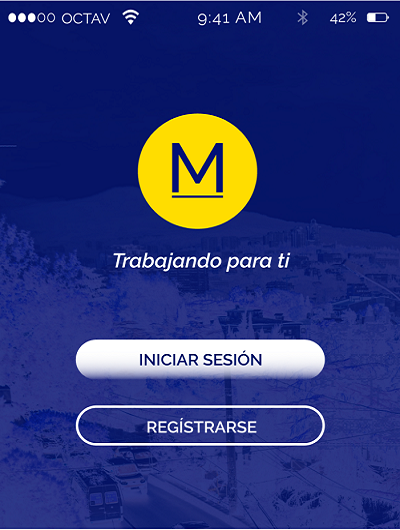 OCTAV 9:41 AM 42%
M
Trabajando para ti
INICIAR SESIÓN
REGÍSTRARSE